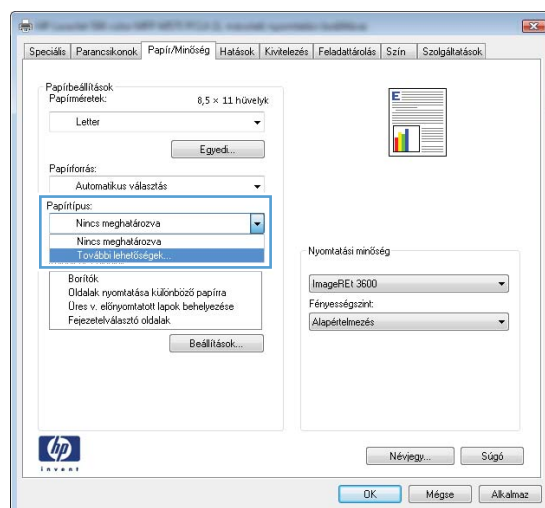 Speciális Parancsikonok Papír/Minőség Hatások Kivitelezés Feladattárolás Szín Szolgáltatások
Papírbeállítások
Papírméretek: 8,5 × 11 hüvelyk
Letter
Egyedi...
Papírforrás:
Automatikus választás
Papírtípus:
Nincs meghatározva
Nincs meghatározva
További lehetőségek...
Borítók
Oldalak nyomtatása különböző papírra
Üres v. előnyomtatott lapok behelyezése
Fejezetelválasztó oldalak
Beállítások...
E
Nyomtatási minőség
ImageREt 3600
Fényességszint:
Alapértelmezés
hp
invent
Névjegy... Súgó
OK Mégse Alkalmaz